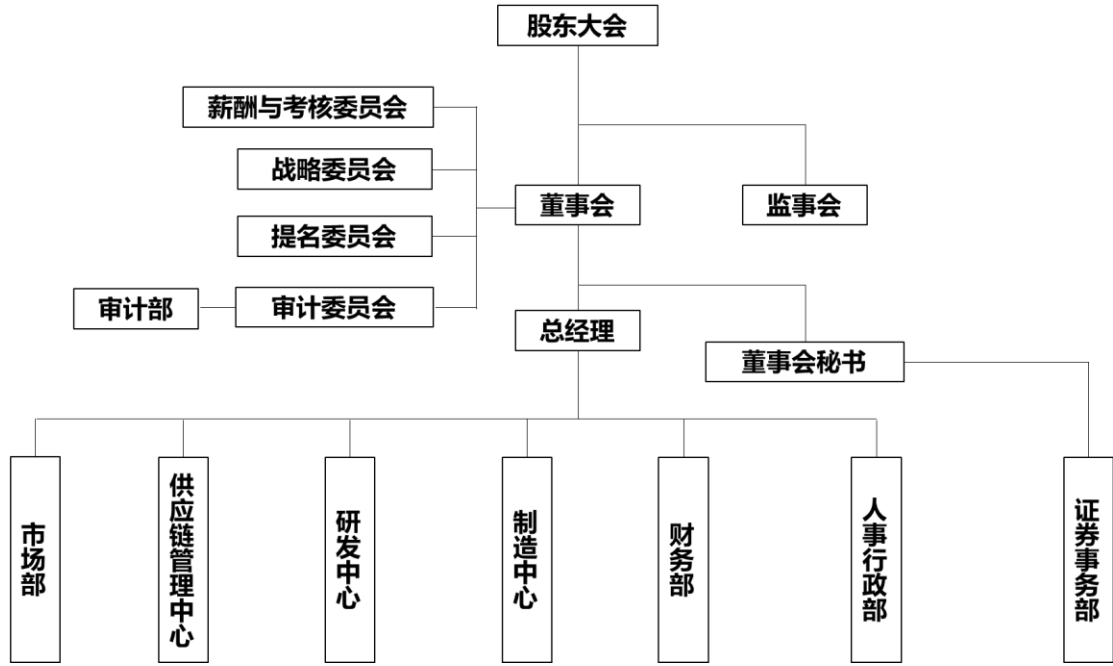 股东大会
薪酬与考核委员会
战略委员会
董事会
监事会
提名委员会
审计部
审计委员会
总经理
董事会秘书
市场部
供应链管理中心
研发中心
制造中心
财务部
人事行政部
证券事务部